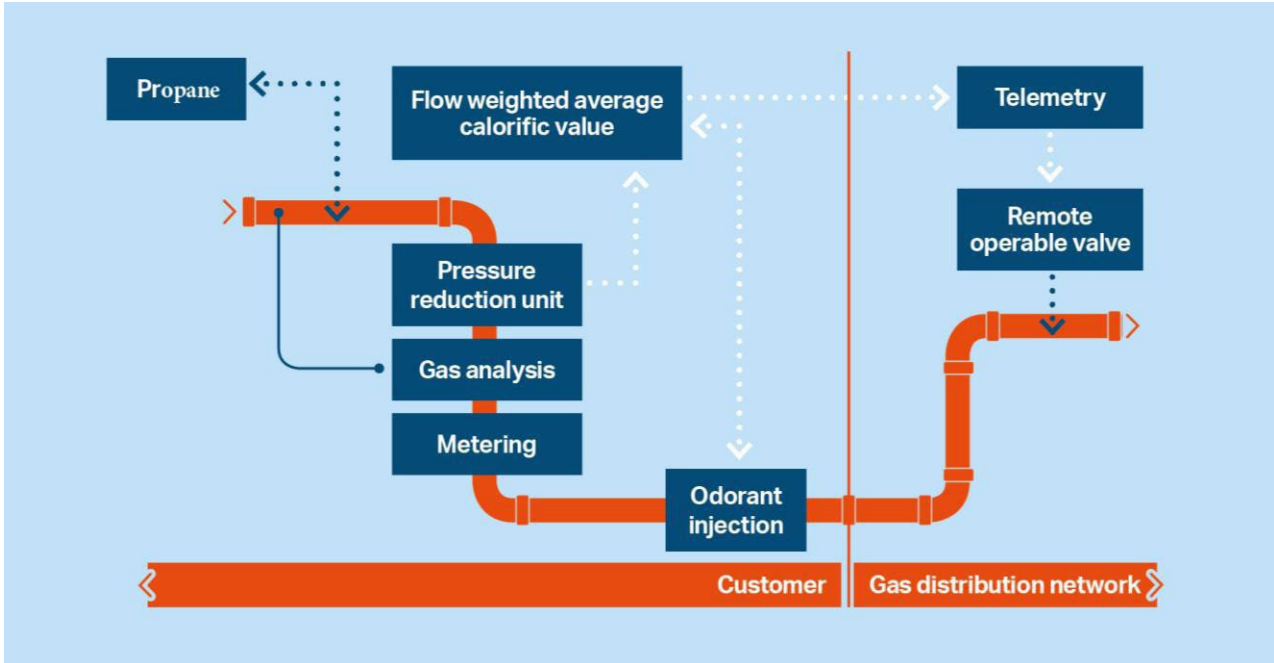 Propane
Flow weighted average
calorific value
Telemetry
Remote
operable valve
Pressure
reduction unit
Gas analysis
Metering
Odorant
injection
Customer
Gas distribution network